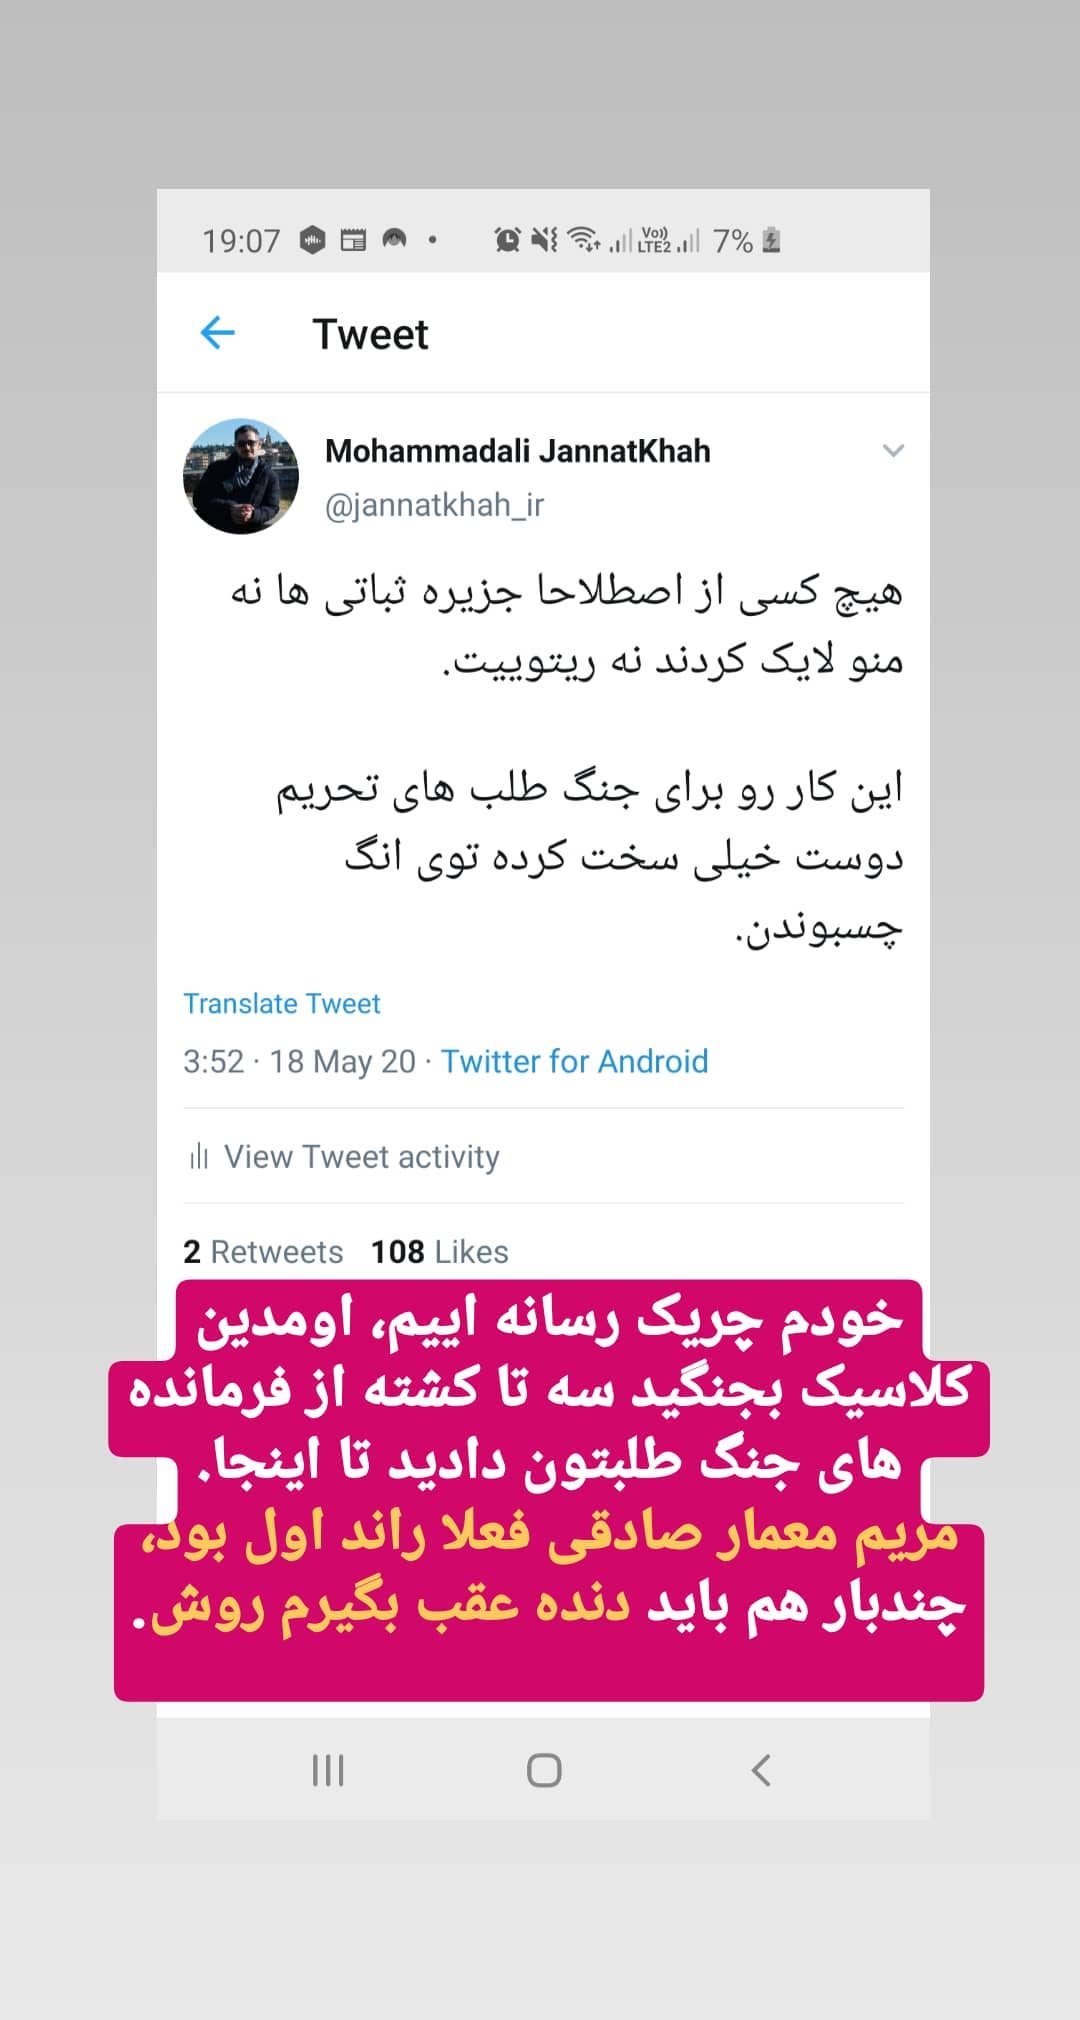 19:07 Vo)) LTE2 7%
Tweet
Mohammadali JannatKhah
@jannatkhah_ir
هیچ کسی از اصطلاحا جزیره ثباتی ها نه
منو لایک کردند نه ریتوییت.
این کار رو برای جنگ طلب های تحریم
دوست خیلی سخت کرده توی انگ
چسبوندن.
Translate Tweet
3:52 · 18 May 20 · Twitter for Android
View Tweet activity
2 Retweets 108 Likes
خودم چریک رسانه اییم، اومدین
کلاسیک بجنگید سه تا کشته از فرمانده
های جنگ طلبتون دادید تا اینجا.
مریم معمار صادقی فعلا راند اول بود،
چندبار هم باید دنده عقب بگیرم روش.